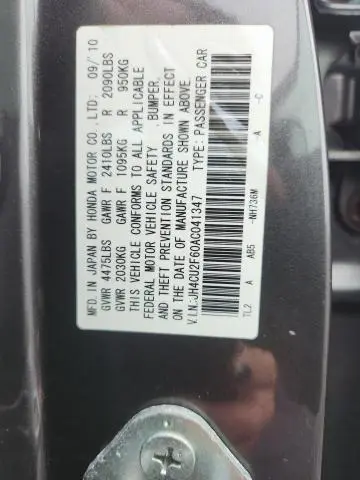 MFD. IN JAPAN BY HONDA MOTOR CO.,LTD. 09/10
GVWR 4475LBS GAWR F 2410LBS R 2090LBS
GVWR 2030KG GAWR F 1095KG R 950KG
THIS VEHICLE CONFORMS TO ALL APPLICABLE
FEDERAL MOTOR VEHICLE SAFETY BUMPER,
AND THEFT PREVENTION STANDARDS IN EFFECT
ON THE DATE OF MANUFACTURE SHOWN ABOVE.
V.I.N:JH4CU2F60AC041347 TYPE: PASSENGER CAR
TL2 A AB5 -NH736M -A -C